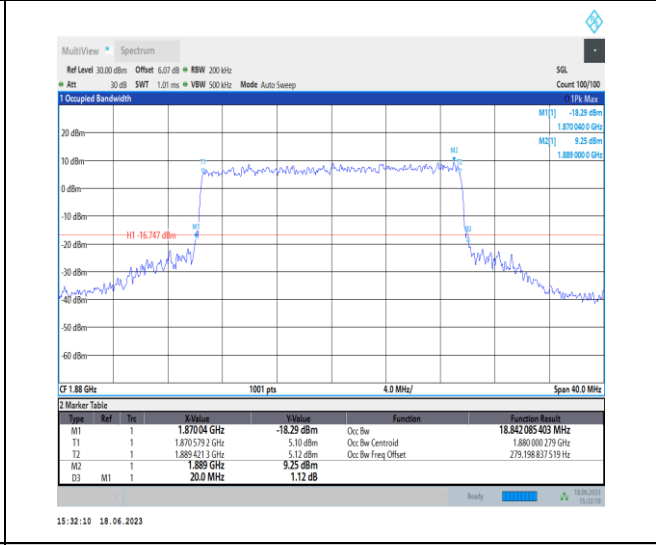 MultiView Spectrum
Ref Level 30.00 dBm Offset 6.07 dB RBW 200 kHz SGL
Att 30 dB SWT 1.01 ms VBW 500 kHz Mode Auto Sweep Count 100/100
1 Occupied Bandwidth 1Pk Max
M1[1] -18.29 dBm
1.870 040 0 GHz
M2[1] 9.25 dBm
1.889 000 0 GHz
20 dBm
M2
10 dBm
T1
T2
0 dBm
-10 dBm
M1
H1 -16.747 dBm
-20 dBm
-30 dBm
-40 dBm
-50 dBm
-60 dBm
CF 1.88 GHz 1001 pts 4.0 MHz/ Span 40.0 MHz
2 Marker Table
Type Ref Trc X-Value Y-Value Function Function Result
M1 1 1.87004 GHz -18.29 dBm Occ Bw 18.842 085 403 MHz
T1 1 1.870 579 2 GHz 5.10 dBm Occ Bw Centroid 1.880 000 279 GHz
T2 1 1.889 421 3 GHz 5.12 dBm Occ Bw Freq Offset 279.198 837 519 Hz
M2 1 1.889 GHz 9.25 dBm
D3 M1 1 20.0 MHz 1.12 dB
Ready 18.06.2023
15:32:10
15:32:10 18.06.2023